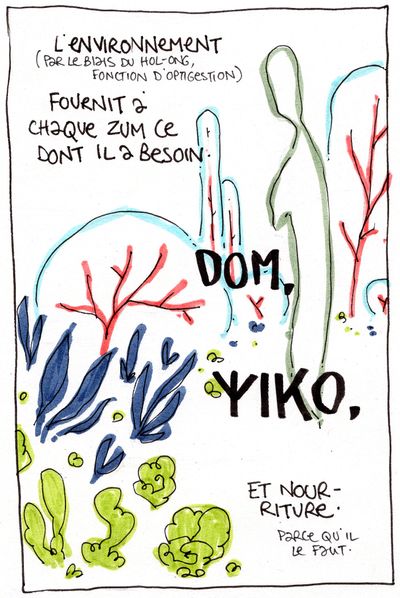 L'ENVIRONNEMENT
(PAR LE BIAIS DU HOL-ONG,
FONCTION D'OPTIGESTION)
FOURNIT À
CHAQUE ZUM CE
DONT IL A BESOIN.
DOM,
YIKO,
ET NOUR-
RITURE.
PARCE QU'IL
LE FAUT.